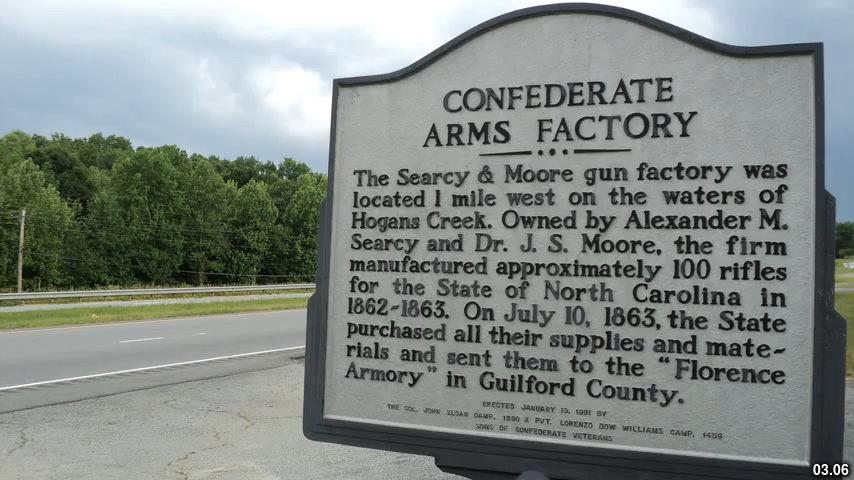 CONFEDERATE
ARMS FACTORY
The Searcy & Moore gun factory was
located 1 mile west on the waters of
Hogans Creek. Owned by Alexander M.
Searcy and Dr. J. S. Moore, the firm
manufactured approximately 100 rifles
for the State of North Carolina in
1862-1863. On July 10, 1863, the State
purchased all their supplies and mate-
rials and sent them to the "Florence
Armory" in Guilford County.
ERECTED JANUARY 19, 1991 BY
THE COL. JOHN SLOAN CAMP, 1290 & PVT. LORENZO DOW WILLIAMS CAMP, 1456
SONS OF CONFEDERATE VETERANS
03.06